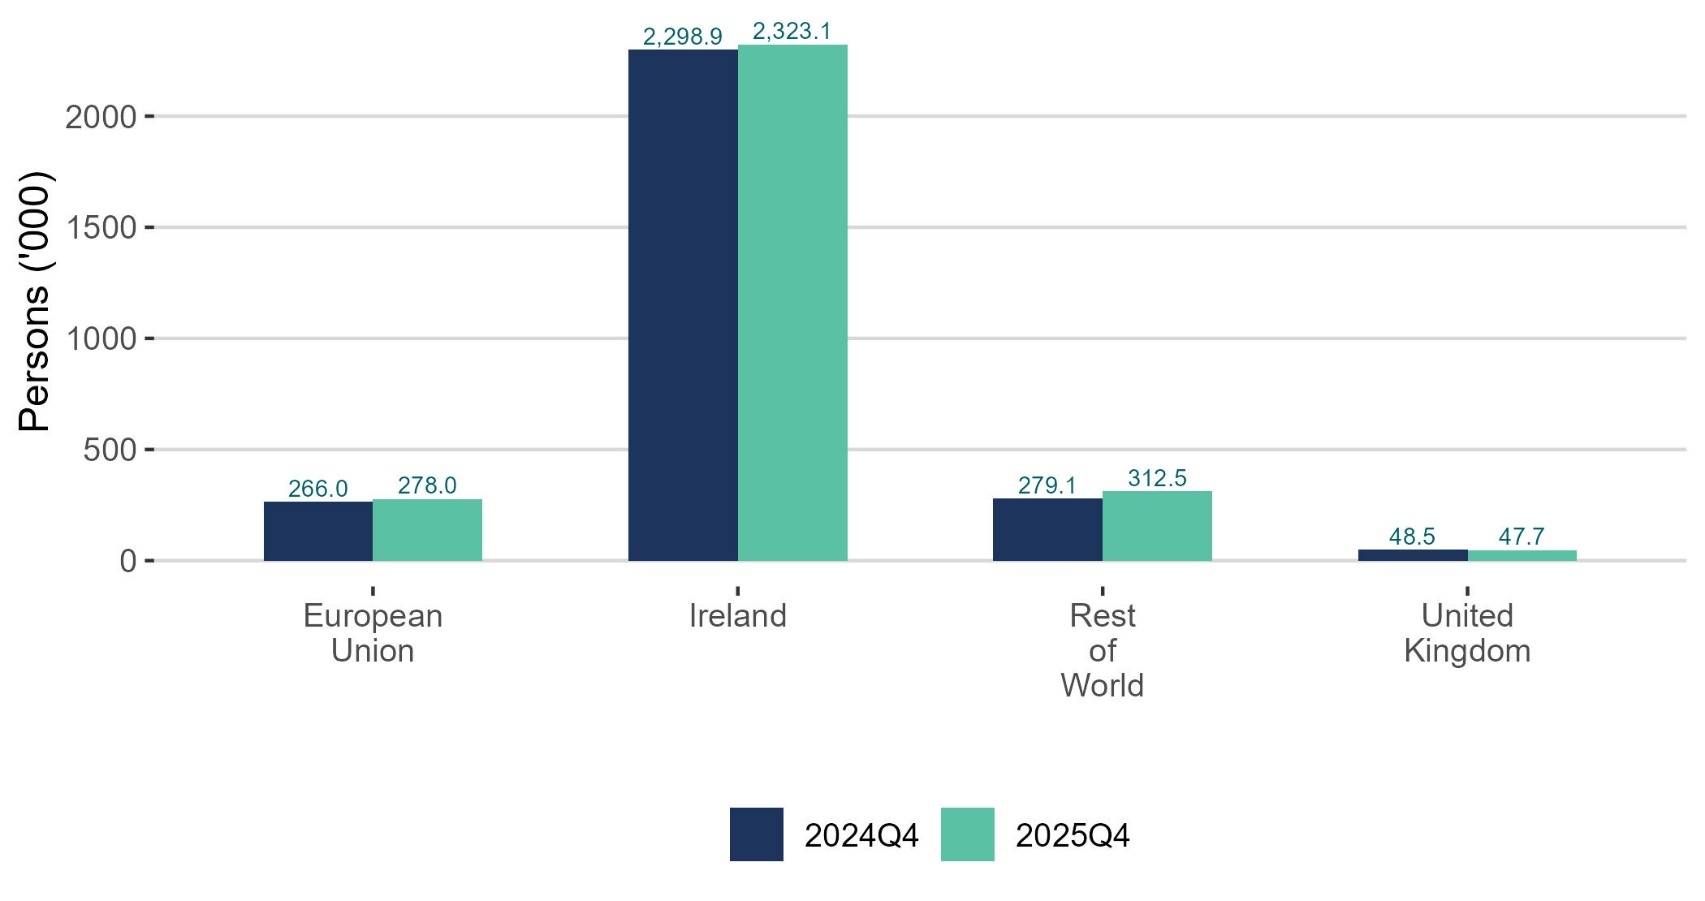 2,298.9 2,323.1
2000
1500
1000
500
0
Persons ('000)
266.0 278.0
279.1 312.5
48.5 47.7
European
Union
Ireland
Rest
of
World
United
Kingdom
2024Q4 2025Q4